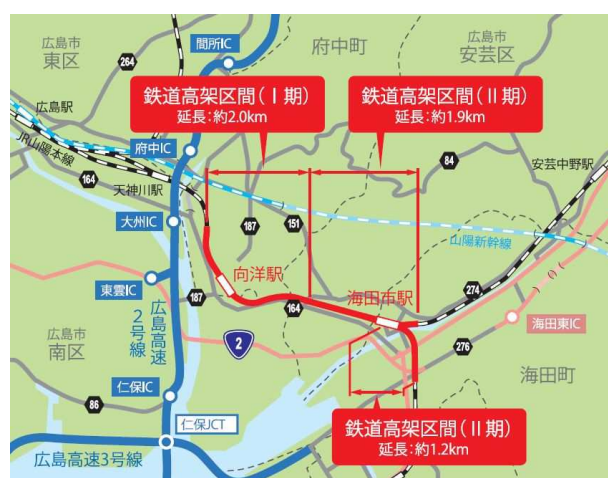 広島市
東区
264
間所IC
府中町
広島市
安芸区
鉄道高架区間(Ⅰ期)
延長:約2.0km
鉄道高架区間(Ⅱ期)
延長:約1.9km
広島駅
JR山陽本線
府中IC
164
天神川駅
84
安芸中野駅
大州IC
187
151
山陽新幹線
向洋駅
東雲IC
187
164
海田市駅
274
海田東IC
広島高速
2号線
2
276
広島市
南区
海田町
仁保IC
86
仁保JCT
鉄道高架区間(Ⅱ期)
延長:約1.2km
広島高速3号線